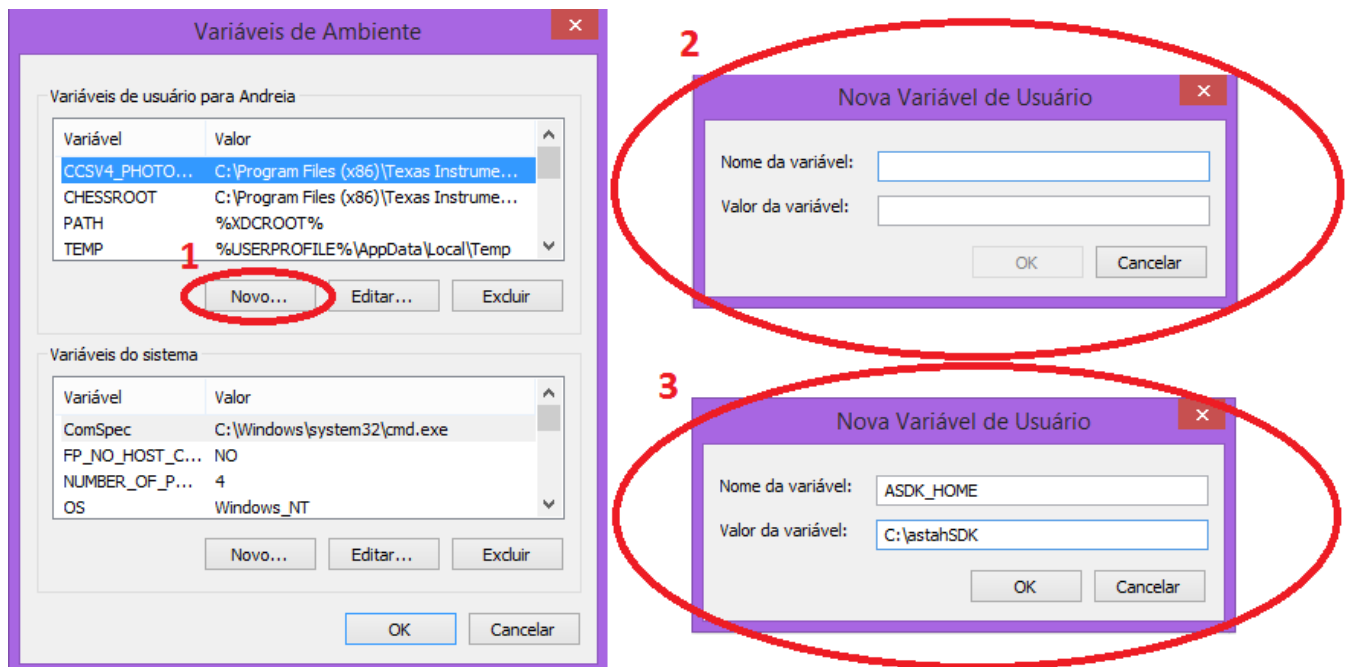 Variáveis de Ambiente
Variáveis de usuário para Andreia
Variável Valor
CCSV4_PHOTO... C:\Program Files (x86)\Texas Instrume...
CHESSROOT C:\Program Files (x86)\Texas Instrume...
PATH %XDCROOT%
TEMP %USERPROFILE%\AppData\Local\Temp
1
Novo... Editar... Excluir
Variáveis do sistema
Variável Valor
ComSpec C:\Windows\system32\cmd.exe
FP_NO_HOST_C... NO
NUMBER_OF_P... 4
OS Windows_NT
Novo... Editar... Excluir
OK Cancelar
2
Nova Variável de Usuário
Nome da variável:
Valor da variável:
OK Cancelar
3
Nova Variável de Usuário
Nome da variável: ASDK_HOME
Valor da variável: C:\astahSDK
OK Cancelar